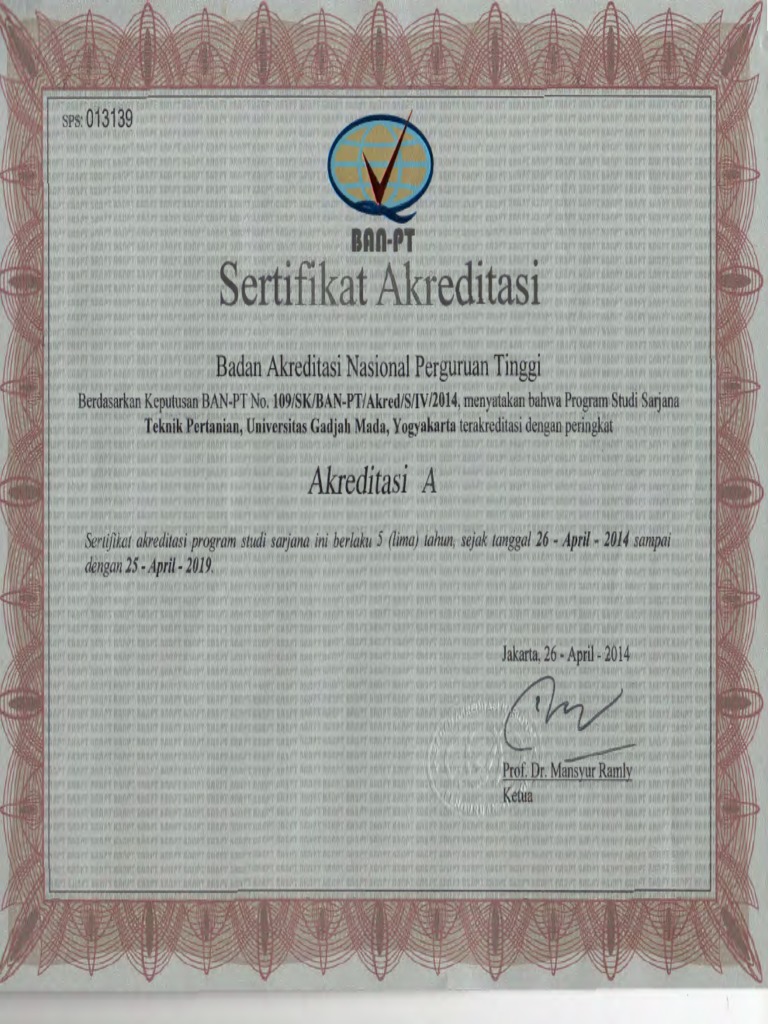 SPS: 013139
BAN-PT
Sertifikat Akreditasi
Badan Akreditasi Nasional Perguruan Tinggi
Berdasarkan Keputusan BAN-PT No. 109/SK/BAN-PT/Akred/S/IV/2014, menyatakan bahwa Program Studi Sarjana
Teknik Pertanian, Universitas Gadjah Mada, Yogyakarta terakreditasi dengan peringkat
Akreditasi A
Sertifikat akreditasi program studi sarjana ini berlaku 5 (lima) tahun, sejak tanggal 26 - April - 2014 sampai
dengan 25 - April - 2019.
Jakarta, 26 - April - 2014
Prof. Dr. Mansyur Ramly
Ketua